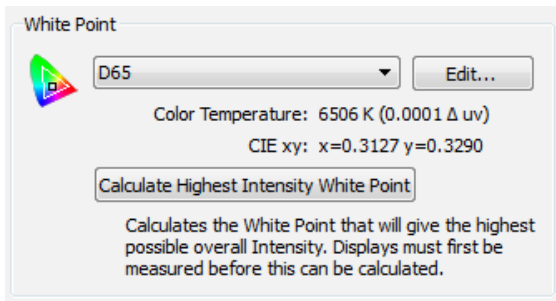 White Point
D65
Edit...
Color Temperature: 6506 K (0.0001 Δ uv)
CIE xy: x=0.3127 y=0.3290
Calculate Highest Intensity White Point
Calculates the White Point that will give the highest
possible overall Intensity. Displays must first be
measured before this can be calculated.